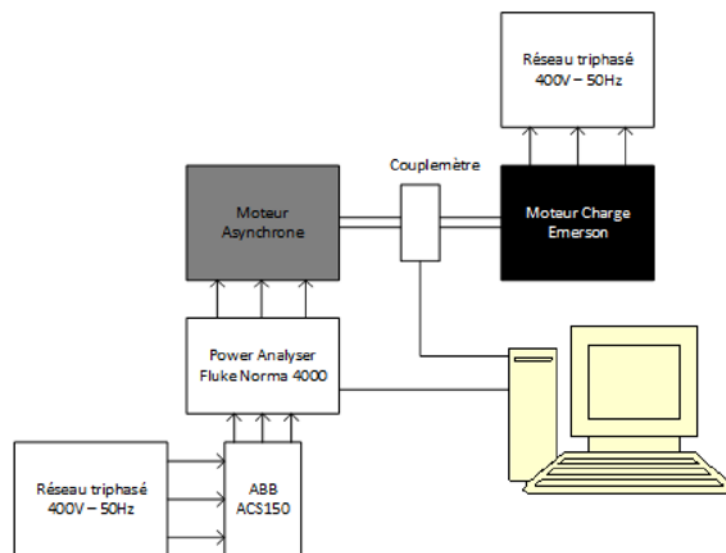 Réseau triphasé
400V – 50Hz
Couplemètre
Moteur
Asynchrone
Moteur Charge
Emerson
Power Analyser
Fluke Norma 4000
Réseau triphasé
400V – 50Hz
ABB
ACS150